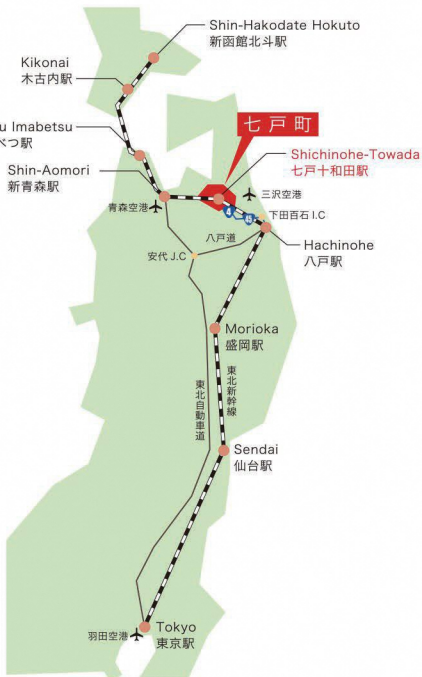 Shin-Hakodate Hokuto
新函館北斗駅
Kikonai
木古内駅
u Imabetsu
べつ駅
七戸町
Shin-Aomori
新青森駅
Shichinohe-Towada
七戸十和田駅
三沢空港
青森空港
4
45
下田百石I.C
八戸道
Hachinohe
八戸駅
安代J.C
Morioka
盛岡駅
東北新幹線
東北自動車道
Sendai
仙台駅
羽田空港
Tokyo
東京駅